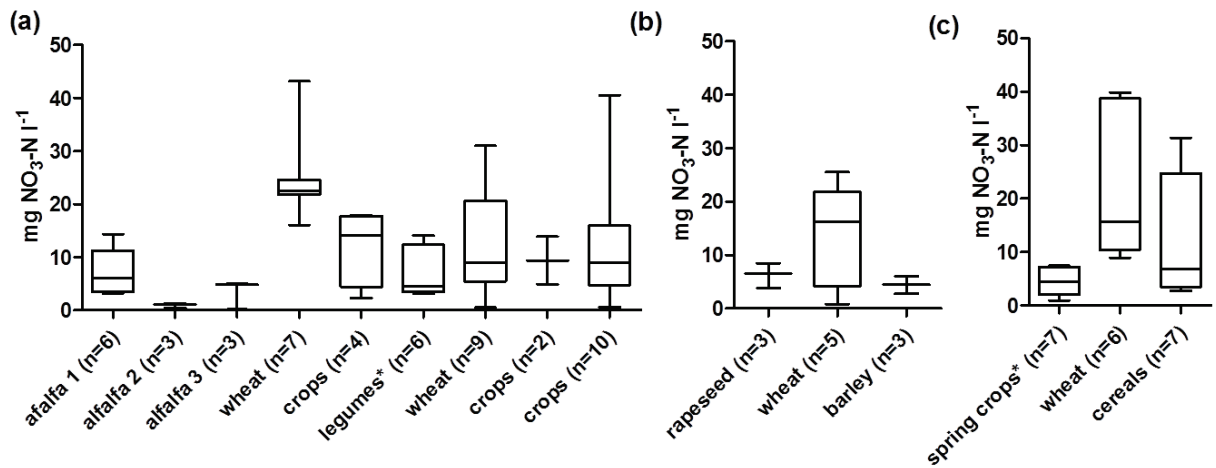 (a)
mg NO₃-N l⁻¹
50
40
30
20
10
0
afalfa 1 (n=6)
alfalfa 2 (n=3)
alfalfa 3 (n=3)
wheat (n=7)
crops (n=4)
legumes* (n=6)
wheat (n=9)
crops (n=2)
crops (n=10)
(b)
mg NO₃-N l⁻¹
50
40
30
20
10
0
rapeseed (n=3)
wheat (n=5)
barley (n=3)
(c)
mg NO₃-N l⁻¹
50
40
30
20
10
0
spring crops* (n=7)
wheat (n=6)
cereals (n=7)